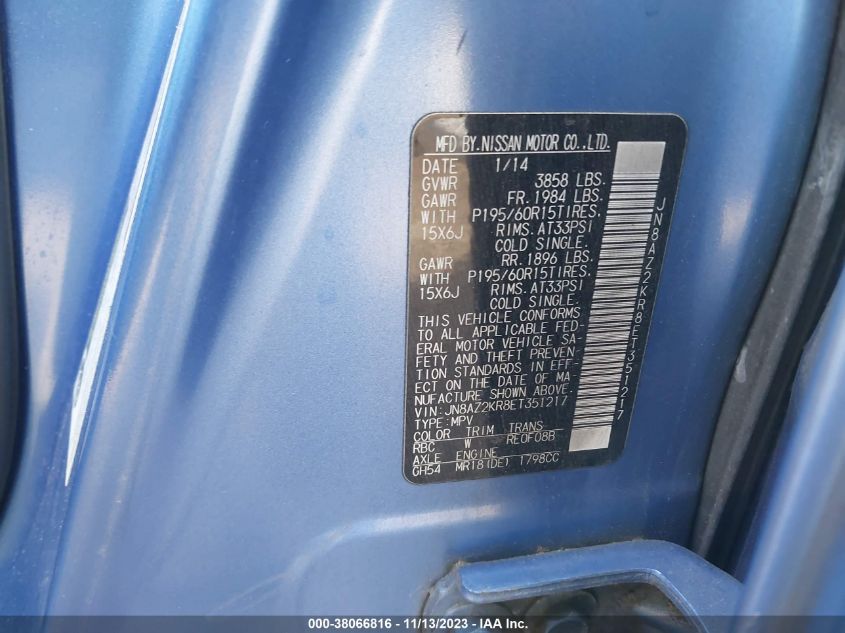 MFD BY.NISSAN MOTOR CO.,LTD.
DATE 1/14
GVWR 3858 LBS.
GAWR FR. 1984 LBS.
WITH P195/60R15TIRES.
15X6J RIMS. AT33PSI
COLD SINGLE.
GAWR RR. 1896 LBS.
WITH P195/60R15TIRES.
15X6J RIMS. AT33PSI
COLD SINGLE.
THIS VEHICLE CONFORMS
TO ALL APPLICABLE FED-
ERAL MOTOR VEHICLE SA-
FETY AND THEFT PREVEN-
TION STANDARDS IN EFF-
ECT ON THE DATE OF MA-
NUFACTURE SHOWN ABOVE.
VIN:JN8AZ2KR8ET351217
TYPE:MPV
COLOR TRIM TRANS
RBC W RE0F08B
AXLE ENGINE
GH54 MR18(DE) 1798CC
JN8AZ2KR8ET351217
000-38066816 - 11/13/2023 - IAA Inc.